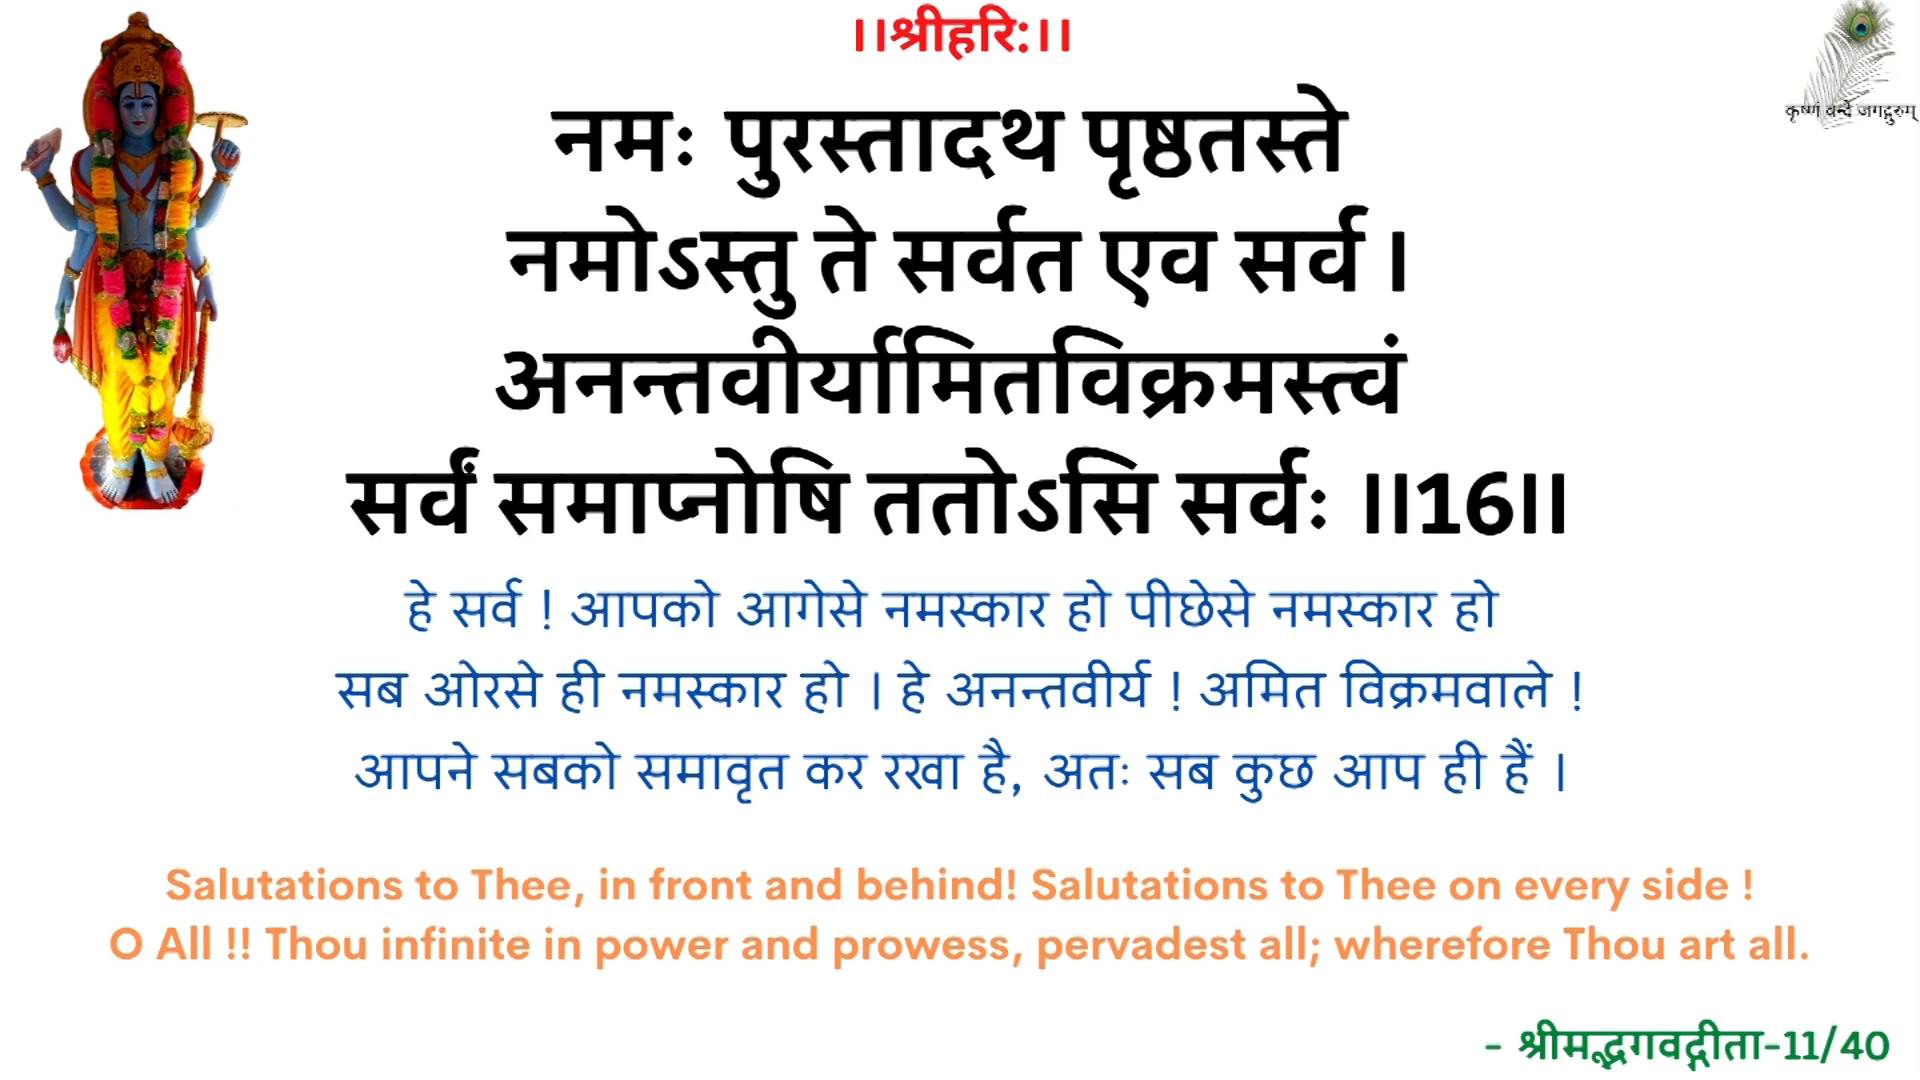 ।।श्रीहरि:।।
कृष्णं वन्दे जगद्गुरुम्
नमः पुरस्तादथ पृष्ठतस्ते
नमोऽस्तु ते सर्वत एव सर्व ।
अनन्तवीर्यामितविक्रमस्त्वं
सर्वं समाप्नोषि ततोऽसि सर्वः ॥16॥
हे सर्व ! आपको आगेसे नमस्कार हो पीछेसे नमस्कार हो
सब ओरसे ही नमस्कार हो । हे अनन्तवीर्य ! अमित विक्रमवाले !
आपने सबको समावृत कर रखा है, अतः सब कुछ आप ही हैं ।
Salutations to Thee, in front and behind! Salutations to Thee on every side !
O All !! Thou infinite in power and prowess, pervadest all; wherefore Thou art all.
- श्रीमद्भगवद्गीता-11/40